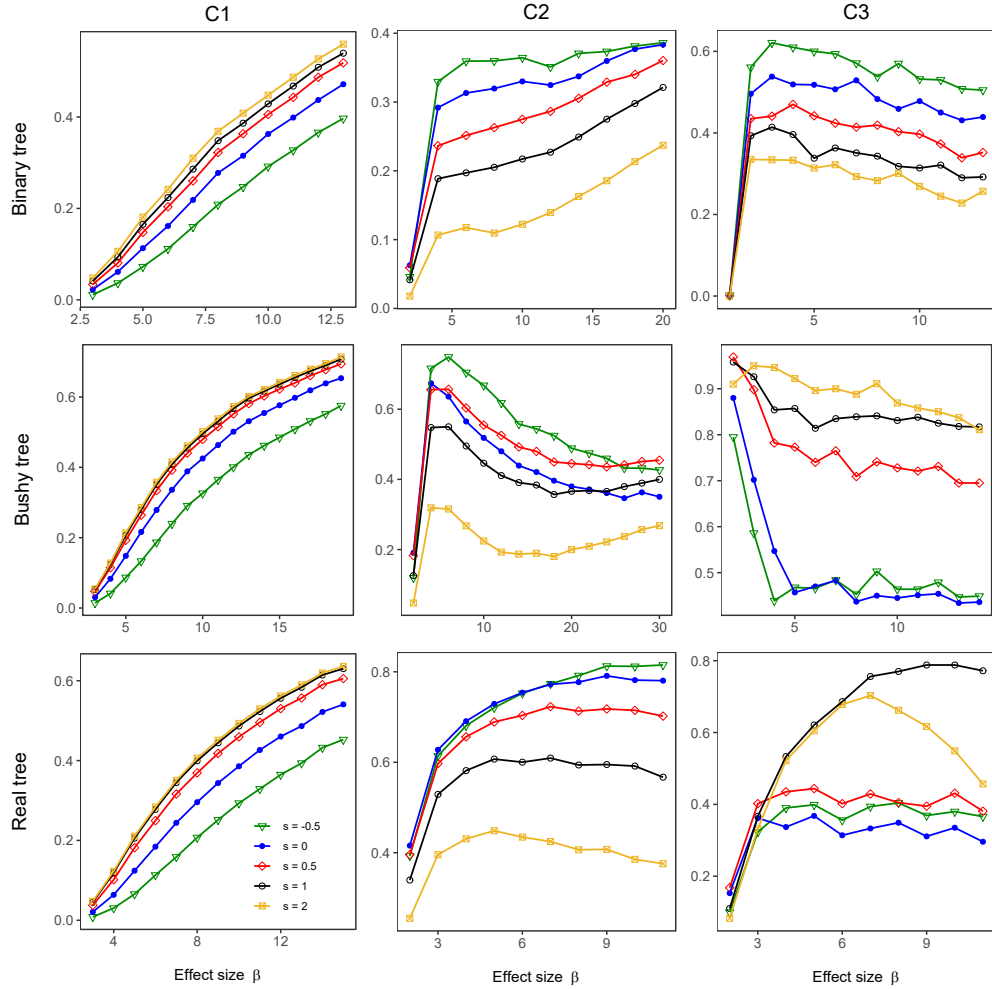 C1 C2 C3
Binary tree
0.4
0.2
0.0
2.5 5.0 7.5 10.0 12.5
0.4
0.3
0.2
0.1
0.0
5 10 15 20
0.6
0.4
0.2
0.0
5 10
Bushy tree
0.6
0.4
0.2
0.0
5 10 15
0.6
0.4
0.2
10 20 30
0.9
0.8
0.7
0.6
0.5
5 10
Real tree
0.6
0.4
0.2
0.0
4 8 12
s = -0.5
s = 0
s = 0.5
s = 1
s = 2
0.8
0.6
0.4
3 6 9
0.8
0.6
0.4
0.2
3 6 9
Effect size β Effect size β Effect size β